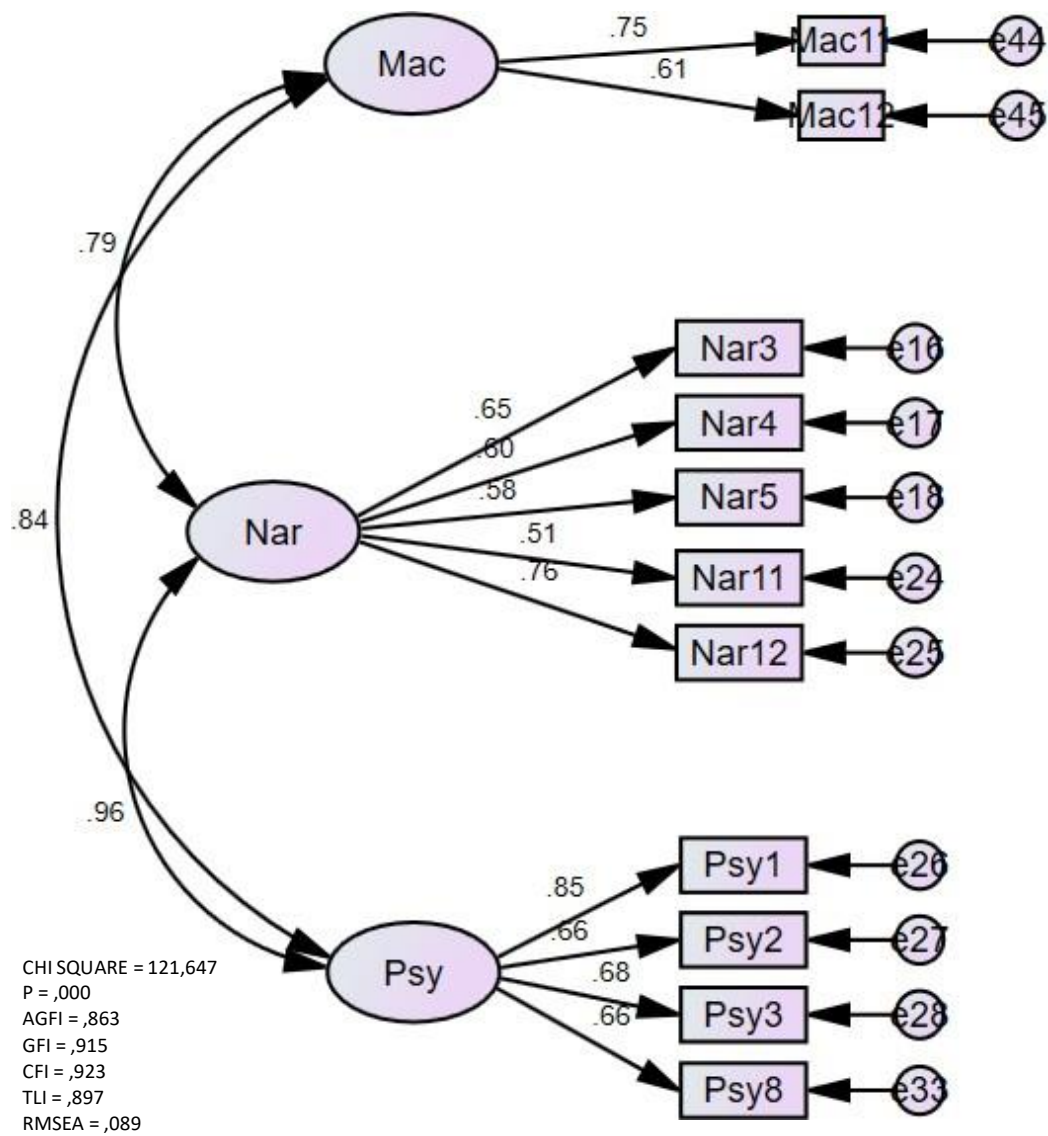 Mac
.75
Mac11
e44
.61
Mac12
e45
.79
.84
Nar
.65
Nar3
e16
.60
Nar4
e17
.58
Nar5
e18
.51
Nar11
e24
.76
Nar12
e25
.96
Psy
.85
Psy1
e26
.66
Psy2
e27
.68
Psy3
e28
.66
Psy8
e33
CHI SQUARE = 121,647
P = ,000
AGFI = ,863
GFI = ,915
CFI = ,923
TLI = ,897
RMSEA = ,089